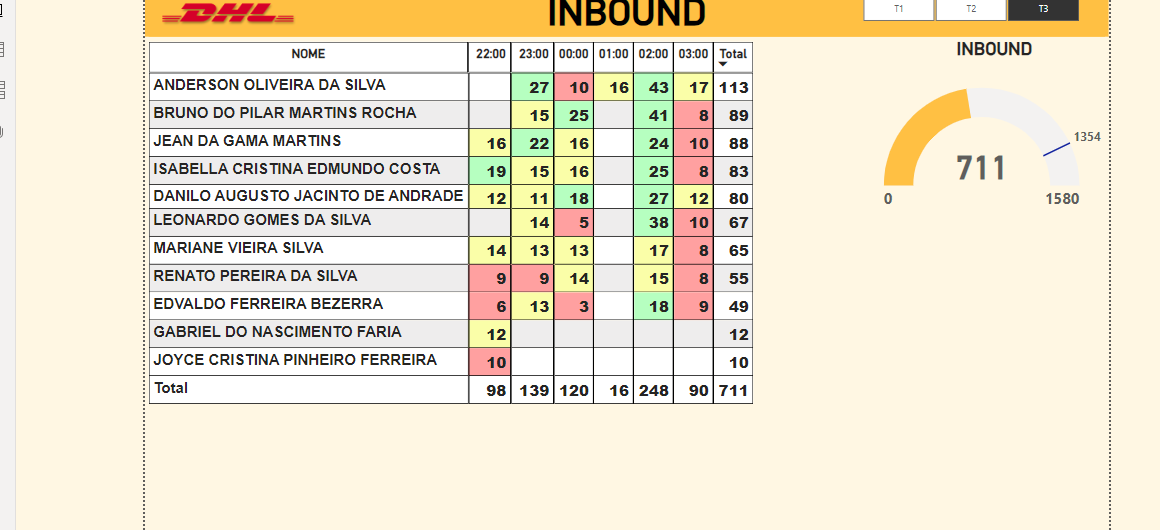 DHL
INBOUND
T1 T2 T3
NOME 22:00 23:00 00:00 01:00 02:00 03:00 Total
ANDERSON OLIVEIRA DA SILVA 27 10 16 43 17 113
BRUNO DO PILAR MARTINS ROCHA 15 25 41 8 89
JEAN DA GAMA MARTINS 16 22 16 24 10 88
ISABELLA CRISTINA EDMUNDO COSTA 19 15 16 25 8 83
DANILO AUGUSTO JACINTO DE ANDRADE 12 11 18 27 12 80
LEONARDO GOMES DA SILVA 14 5 38 10 67
MARIANE VIEIRA SILVA 14 13 13 17 8 65
RENATO PEREIRA DA SILVA 9 9 14 15 8 55
EDVALDO FERREIRA BEZERRA 6 13 3 18 9 49
GABRIEL DO NASCIMENTO FARIA 12 12
JOYCE CRISTINA PINHEIRO FERREIRA 10 10
Total 98 139 120 16 248 90 711
INBOUND
1354
711
0 1580